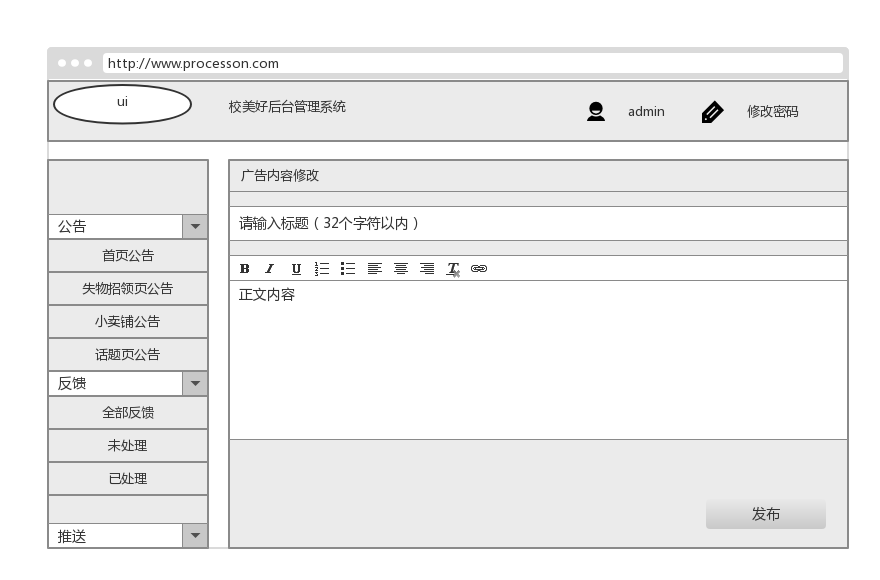 http://www.processon.com
ui
校美好后台管理系统
admin
修改密码
公告
首页公告
失物招领页公告
小卖铺公告
话题页公告
反馈
全部反馈
未处理
已处理
推送
广告内容修改
请输入标题（32个字符以内）
B I U
正文内容
发布